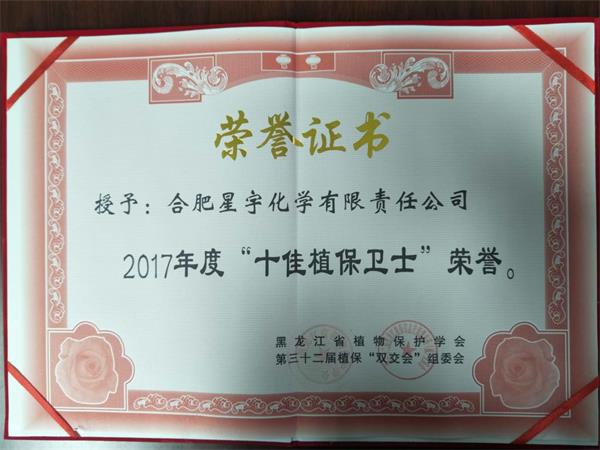 荣誉证书
授予：合肥星宇化学有限责任公司
2017年度“十佳植保卫士”荣誉。
黑龙江省植物保护学会
第三十二届植保“双交会”组委会